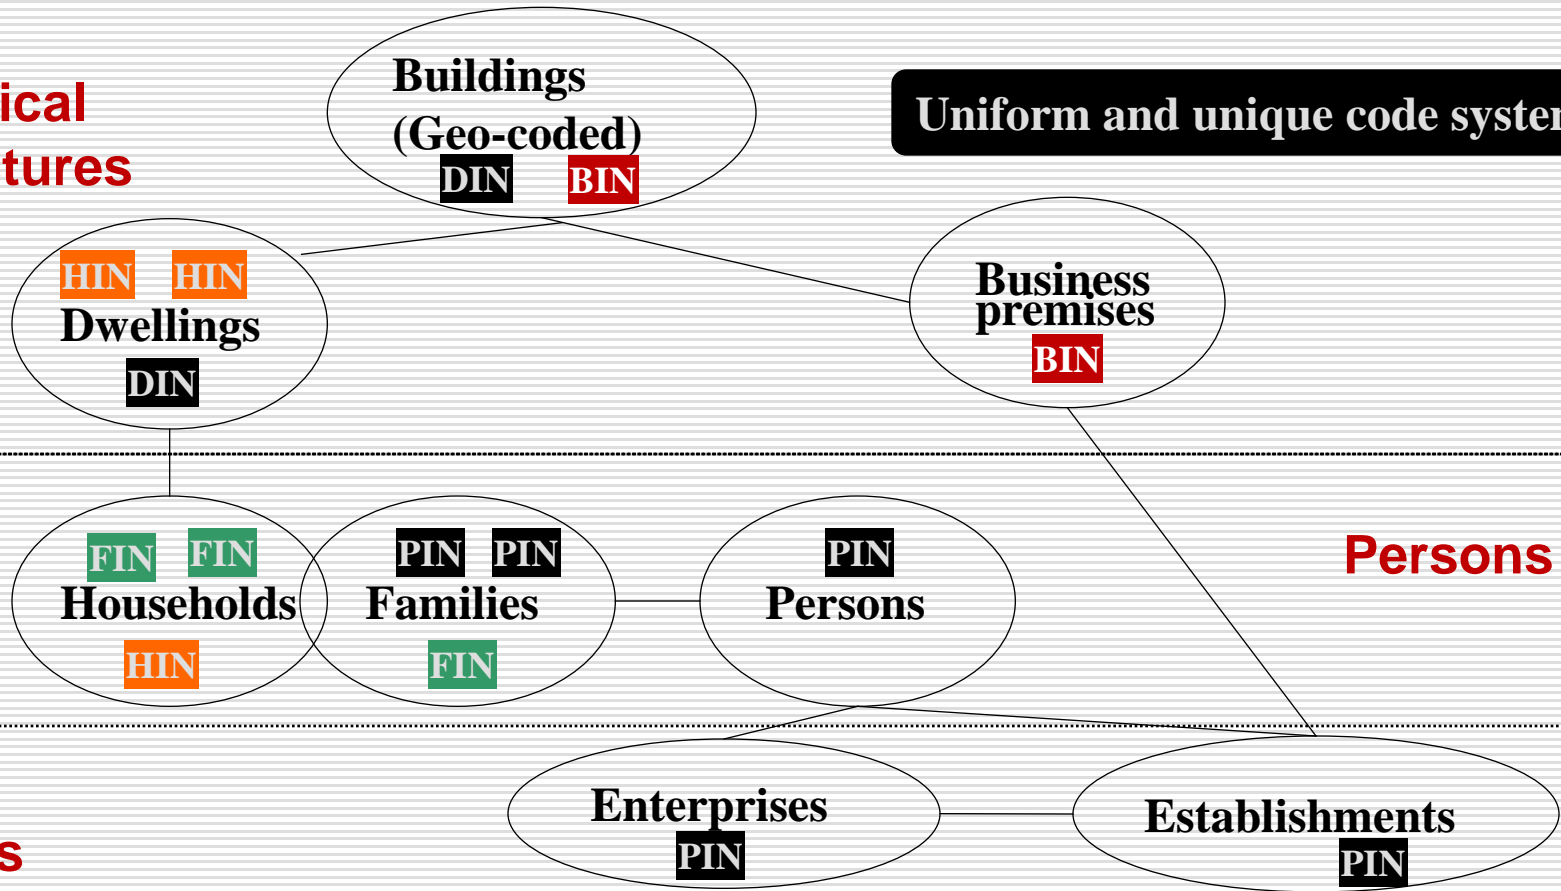 Buildings
(Geo-coded)
DIN BIN
ical
tures
Uniform and unique code system
HIN HIN
Dwellings
DIN
Business
premises
BIN
FIN FIN
Households
HIN
PIN PIN
Families
FIN
PIN
Persons
Persons
Enterprises
PIN
Establishments
PIN
s